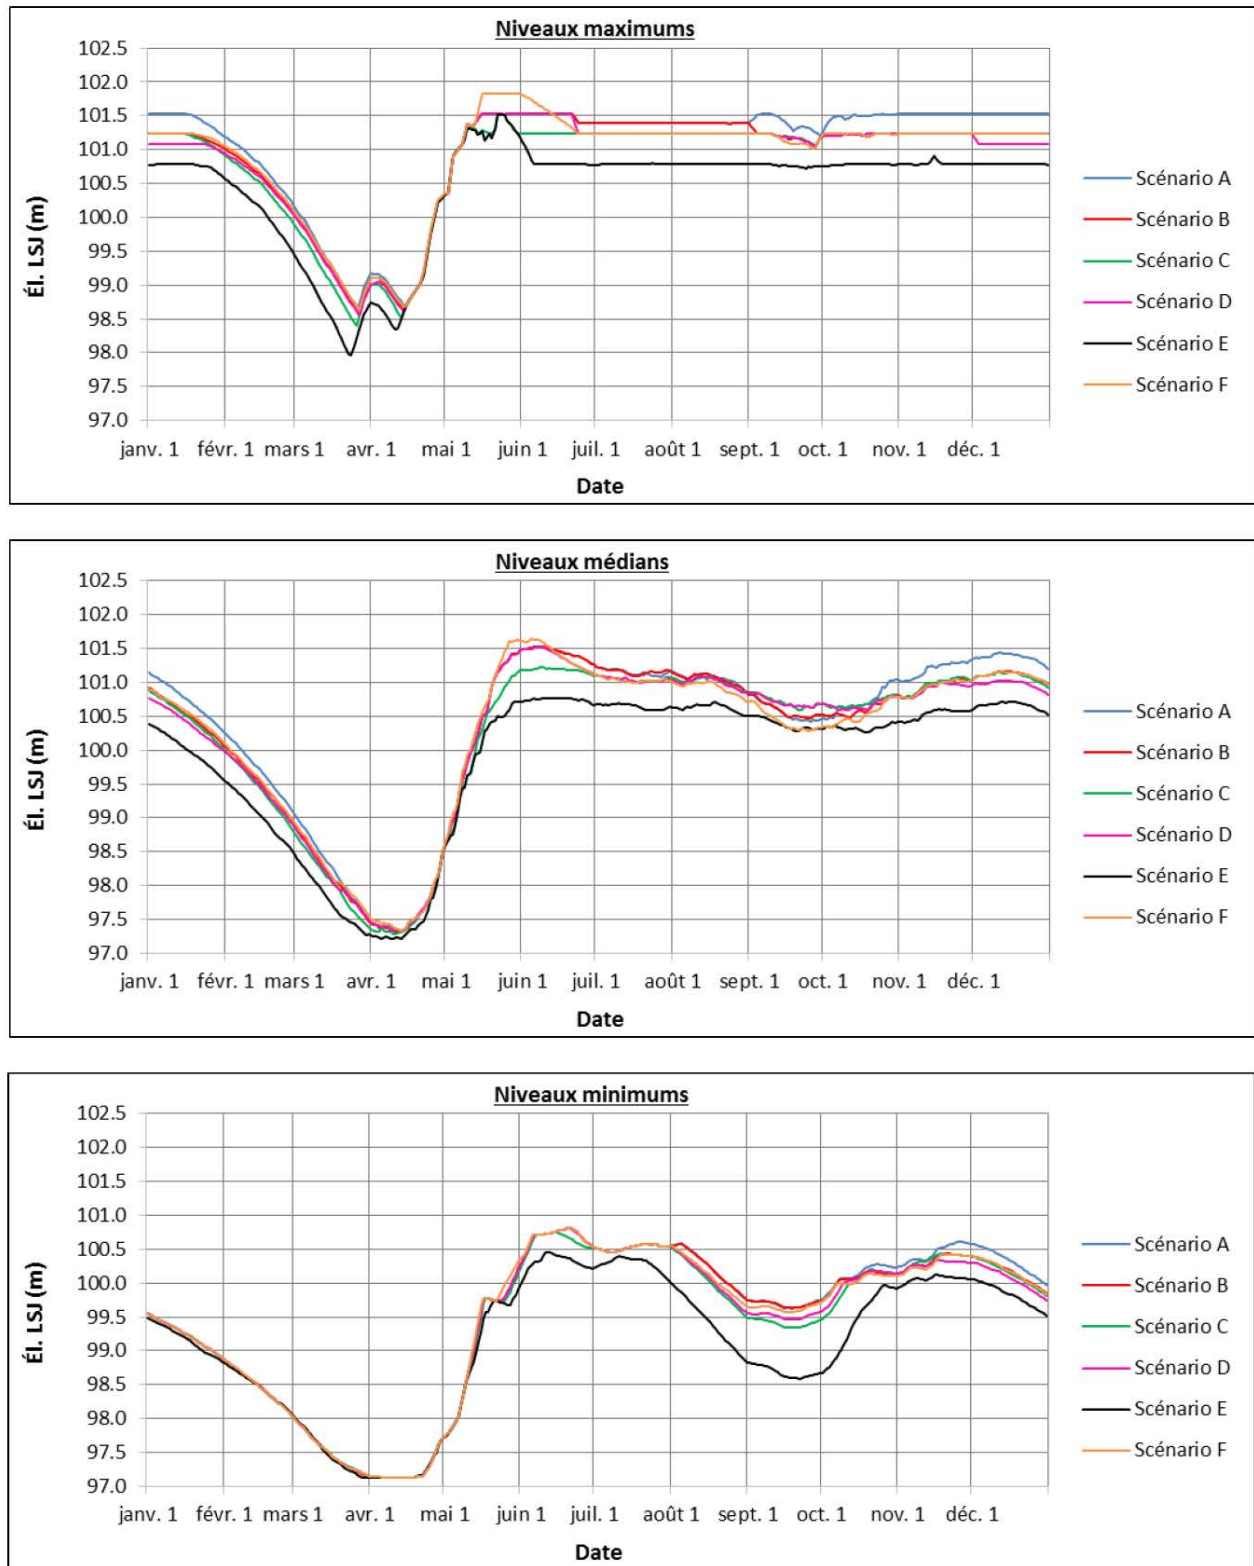 Niveaux maximums
102.5
102.0
101.5
101.0
100.5
100.0
99.5
99.0
98.5
98.0
97.5
97.0
Él. LSJ (m)
janv. 1 févr. 1 mars 1 avr. 1 mai 1 juin 1 juil. 1 août 1 sept. 1 oct. 1 nov. 1 déc. 1
Date
Scénario A
Scénario B
Scénario C
Scénario D
Scénario E
Scénario F
Niveaux médians
102.5
102.0
101.5
101.0
100.5
100.0
99.5
99.0
98.5
98.0
97.5
97.0
Él. LSJ (m)
janv. 1 févr. 1 mars 1 avr. 1 mai 1 juin 1 juil. 1 août 1 sept. 1 oct. 1 nov. 1 déc. 1
Date
Scénario A
Scénario B
Scénario C
Scénario D
Scénario E
Scénario F
Niveaux minimums
102.5
102.0
101.5
101.0
100.5
100.0
99.5
99.0
98.5
98.0
97.5
97.0
Él. LSJ (m)
janv. 1 févr. 1 mars 1 avr. 1 mai 1 juin 1 juil. 1 août 1 sept. 1 oct. 1 nov. 1 déc. 1
Date
Scénario A
Scénario B
Scénario C
Scénario D
Scénario E
Scénario F